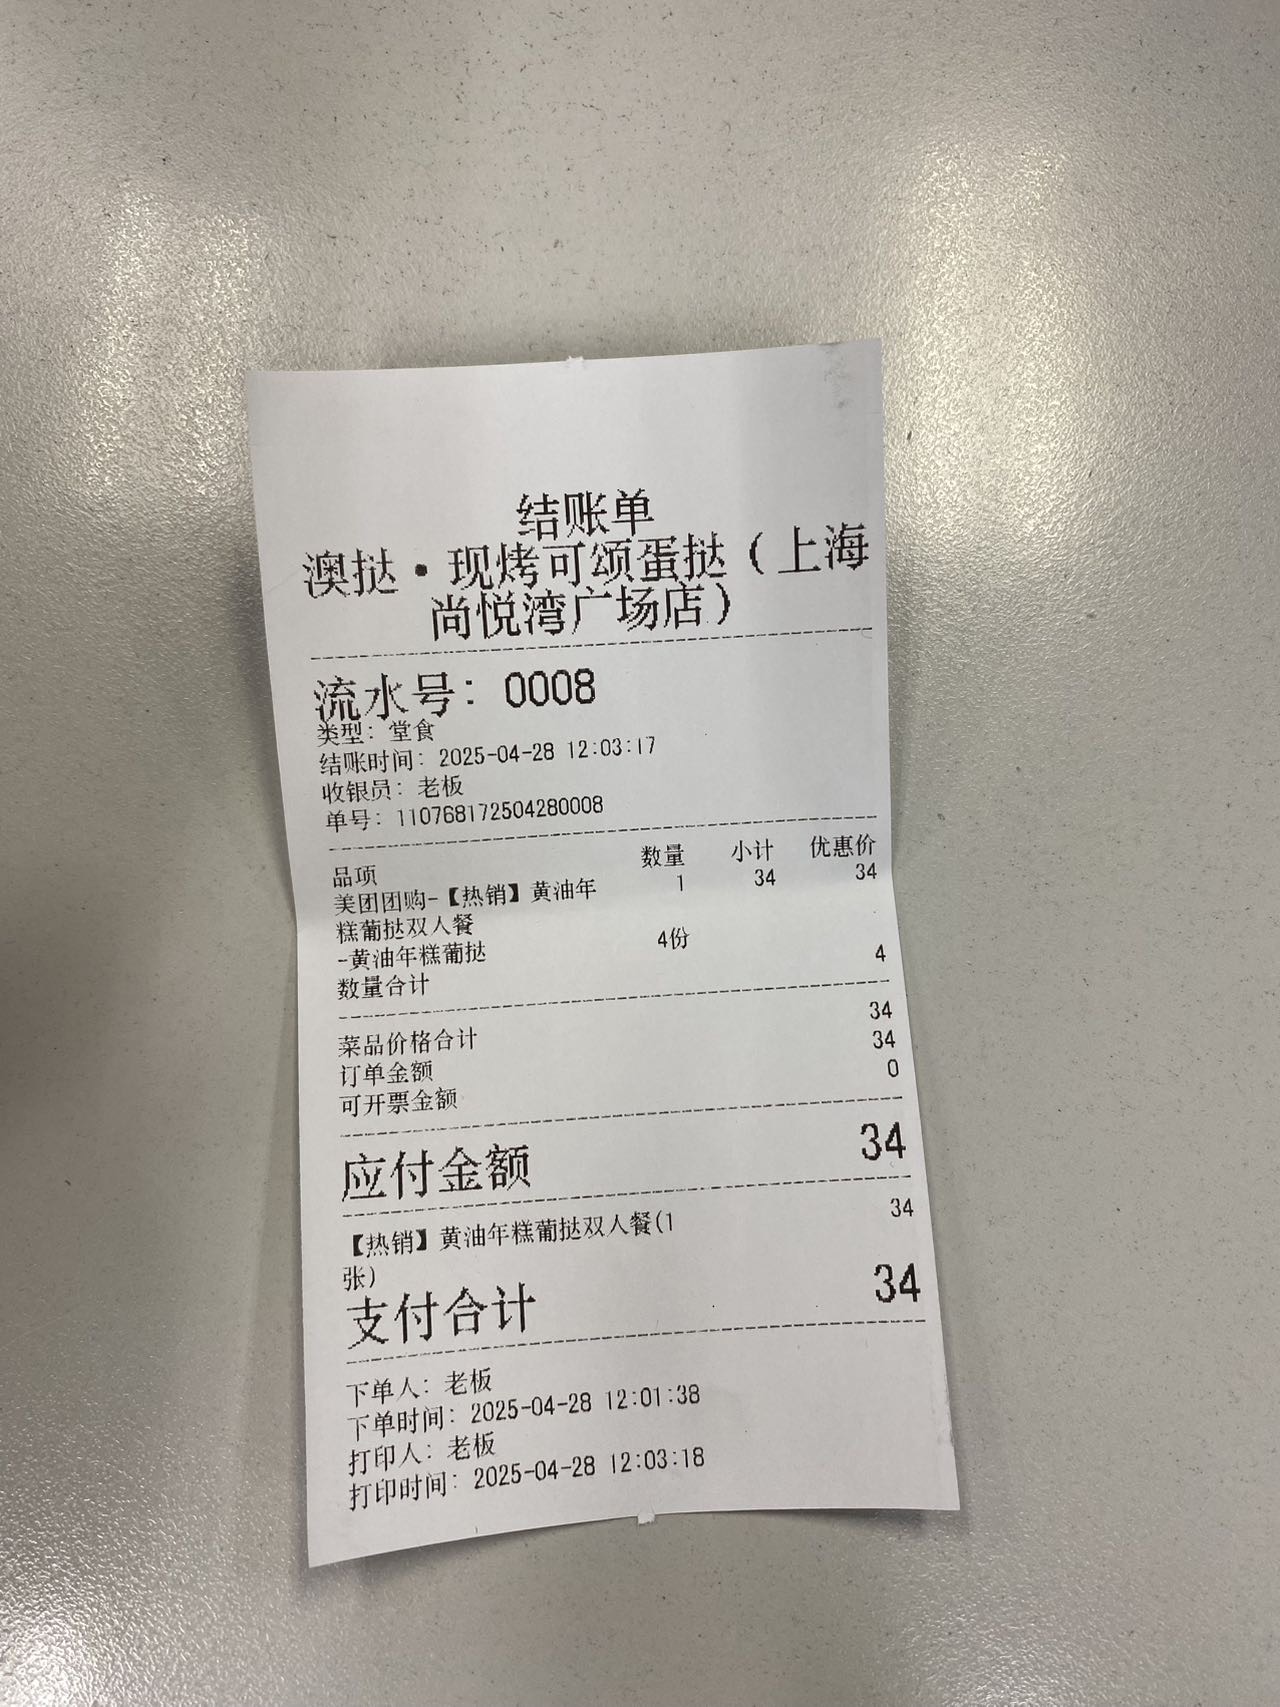 结账单
澳挞·现烤可颂蛋挞（上海
尚悦湾广场店）
流水号：0008
类型：堂食
结账时间：2025-04-28 12:03:17
收银员：老板
单号：110768172504280008
品项 数量 小计 优惠价
美团团购-【热销】黄油年 1 34 34
糕葡挞双人餐
-黄油年糕葡挞 4份
数量合计 4
菜品价格合计 34
订单金额 34
可开票金额 0
应付金额 34
【热销】黄油年糕葡挞双人餐(1 34
张)
支付合计 34
下单人：老板
下单时间：2025-04-28 12:01:38
打印人：老板
打印时间：2025-04-28 12:03:18